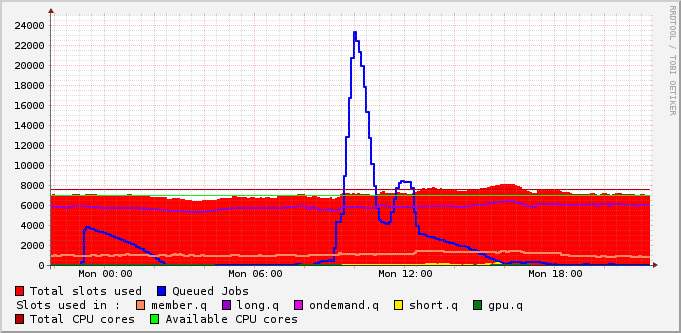 24000
22000
20000
18000
16000
14000
12000
10000
8000
6000
4000
2000
0
Mon 00:00 Mon 06:00 Mon 12:00 Mon 18:00
Total slots used Queued Jobs
Slots used in : member.q long.q ondemand.q short.q gpu.q
Total CPU cores Available CPU cores
RRDTOOL / TOBI OETIKER